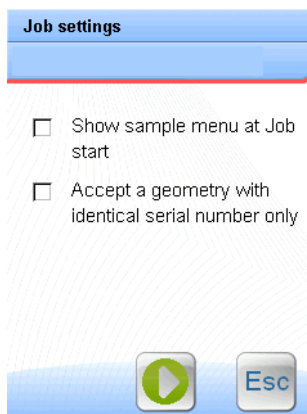 Job settings
Show sample menu at Job
start
Accept a geometry with
identical serial number only
Esc